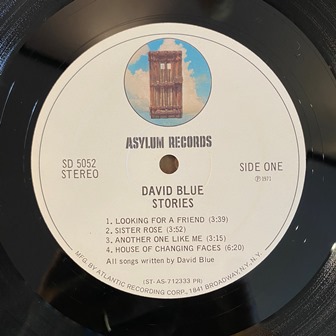 ASYLUM RECORDS
SD 5052
STEREO
SIDE ONE
Ⓟ 1971
DAVID BLUE
STORIES
1. LOOKING FOR A FRIEND (3:39)
2. SISTER ROSE (3:52)
3. ANOTHER ONE LIKE ME (3:15)
4. HOUSE OF CHANGING FACES (6:20)
All songs written by David Blue
(ST-AS-712333 PR)
MFG. BY ATLANTIC RECORDING CORP., 1841 BROADWAY, N.Y. N.Y.